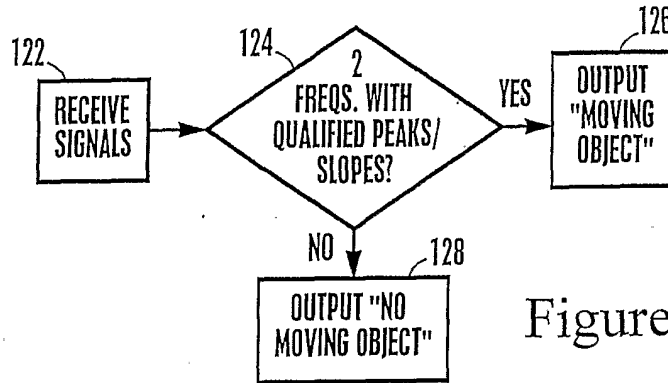 122
RECEIVE
SIGNALS
124
2
FREQS. WITH
QUALIFIED PEAKS/
SLOPES?
YES
126
OUTPUT
"MOVING
OBJECT"
NO
128
OUTPUT "NO
MOVING OBJECT"
Figure